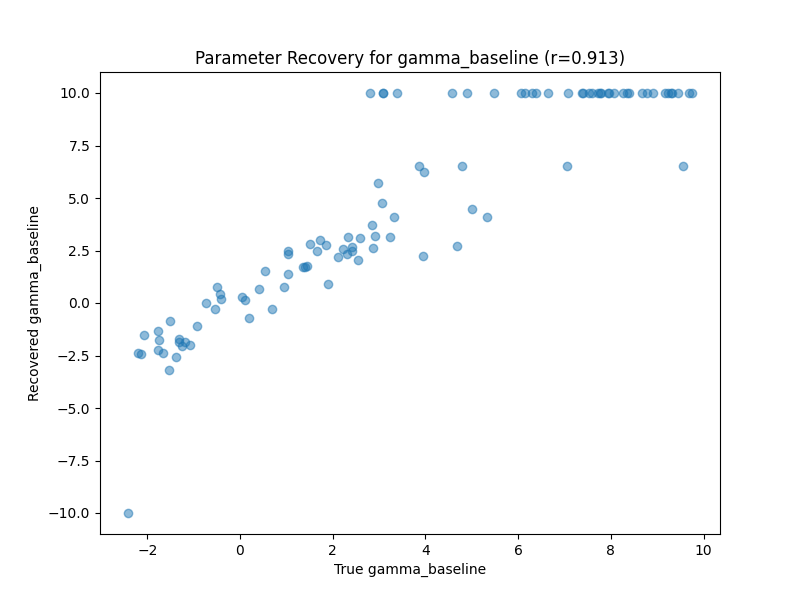 Parameter Recovery for gamma_baseline (r=0.913)
10.0
7.5
5.0
2.5
0.0
−2.5
−5.0
−7.5
−10.0
Recovered gamma_baseline
−2 0 2 4 6 8 10
True gamma_baseline